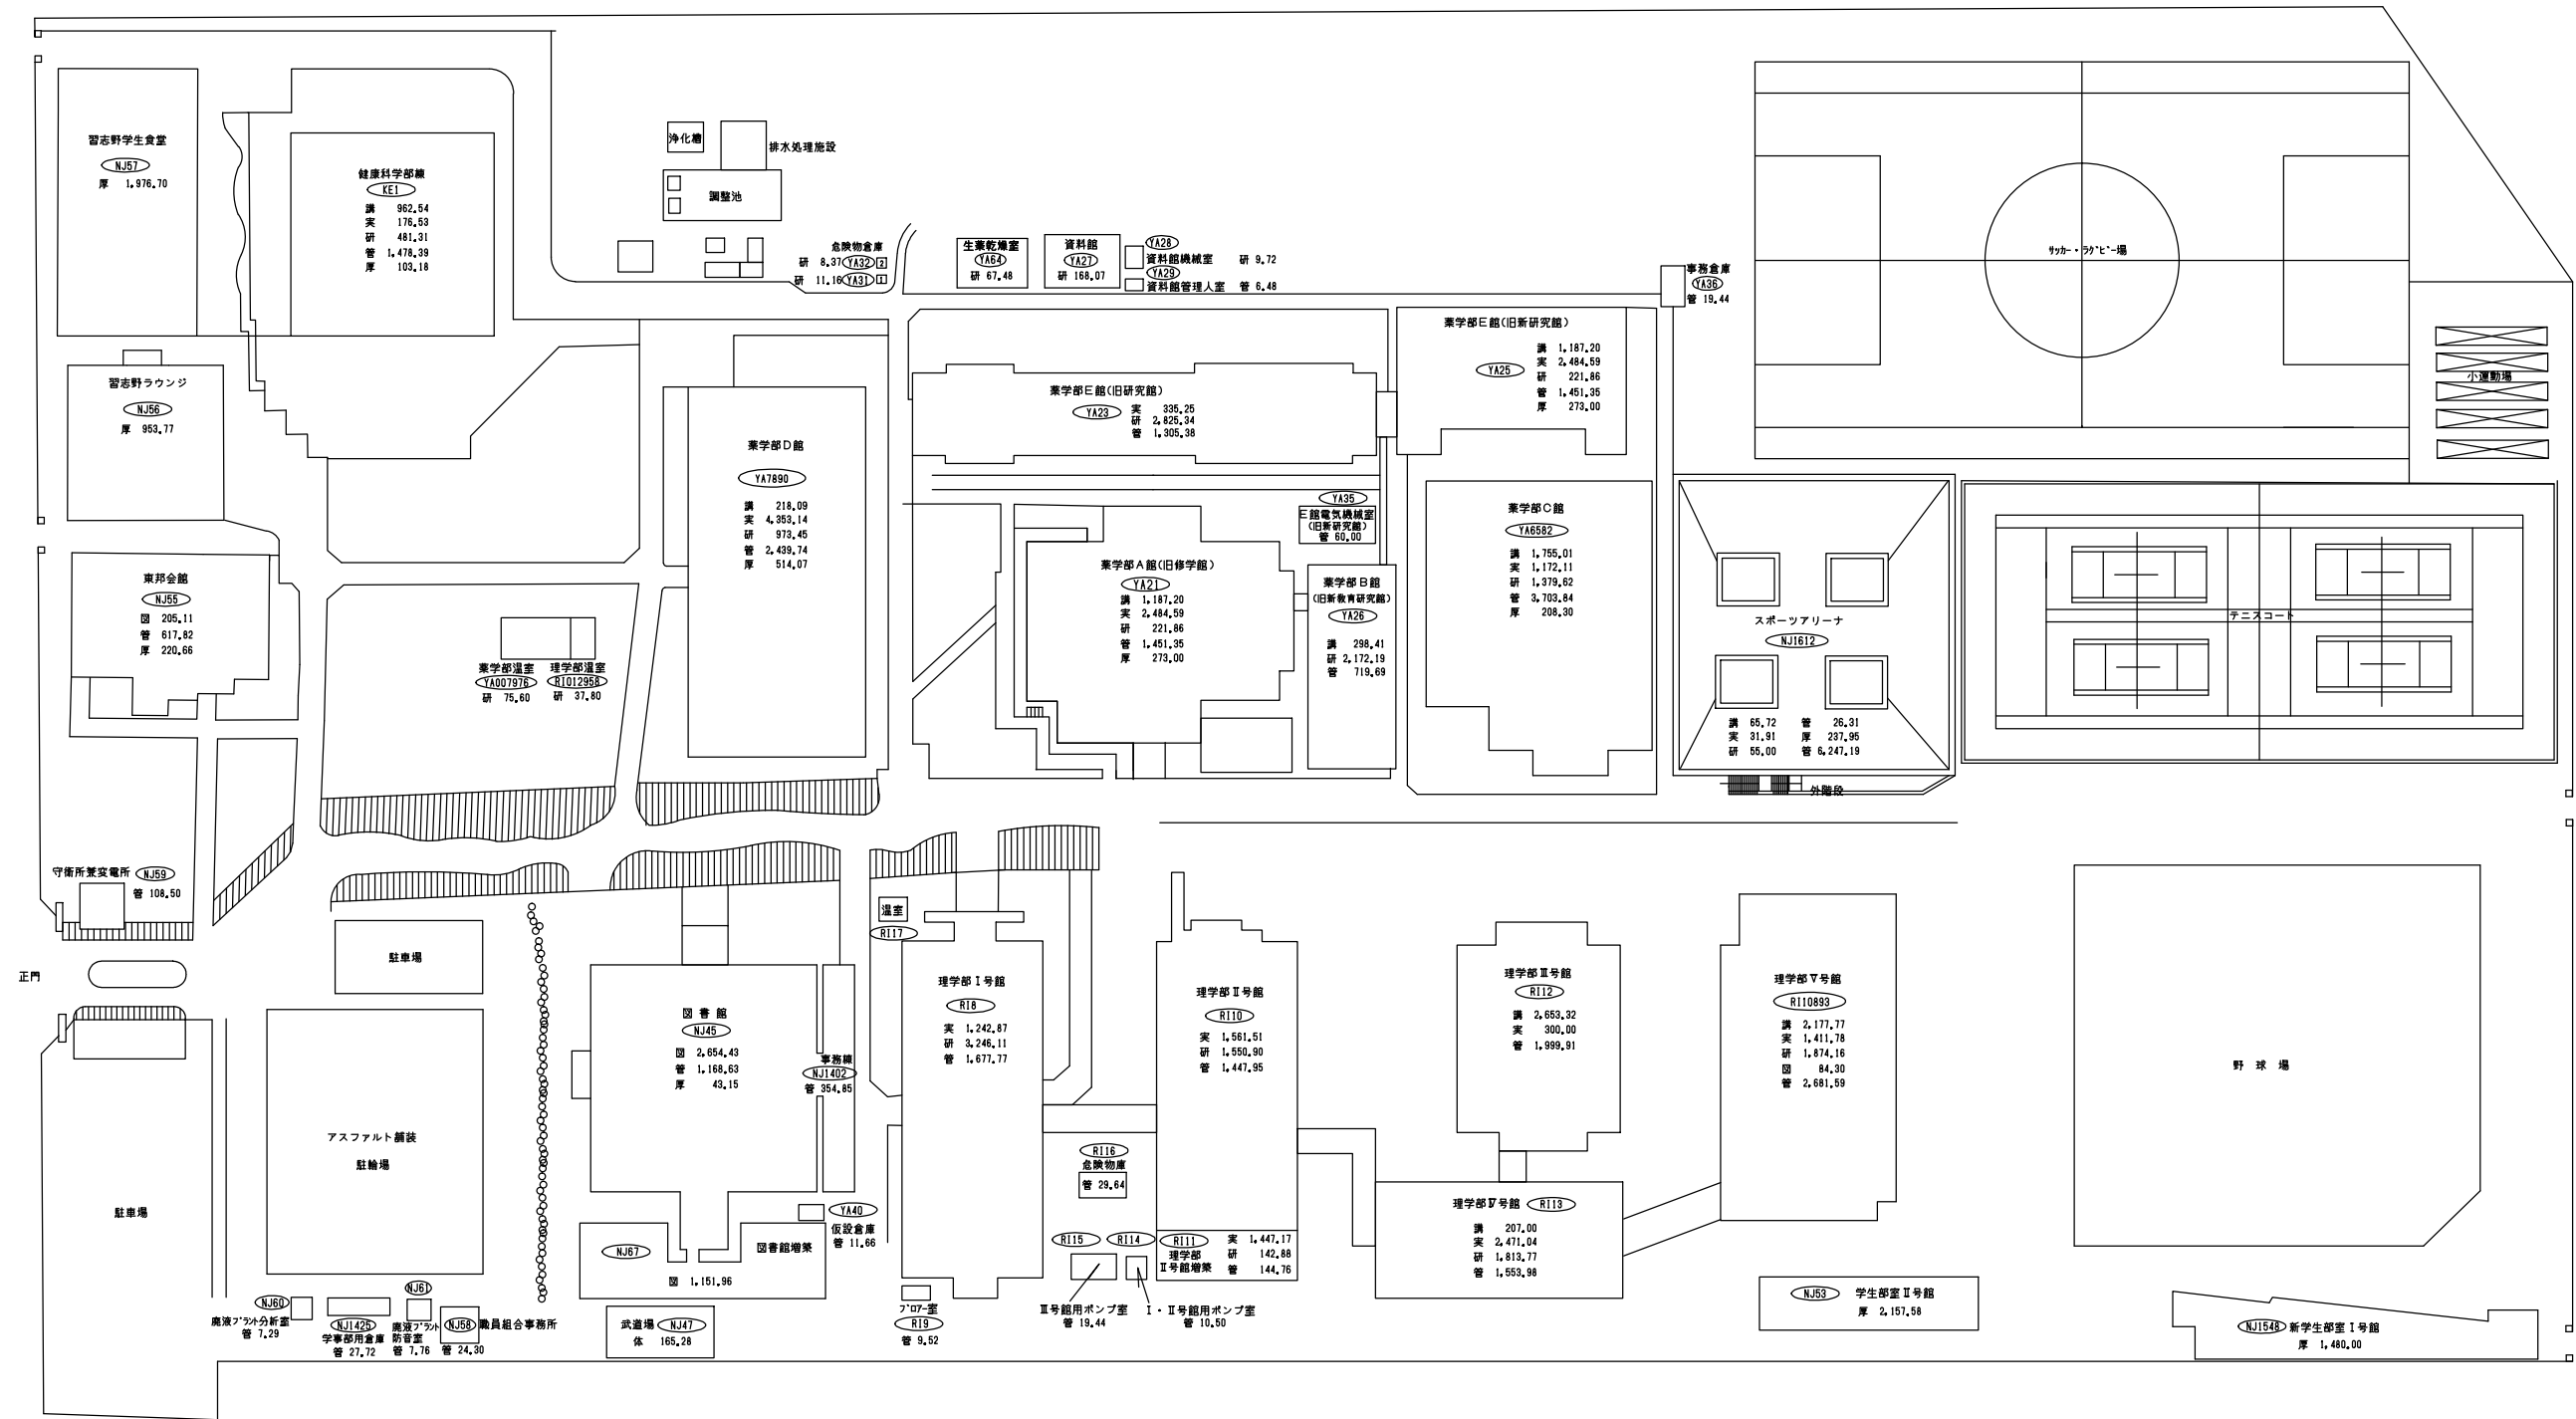 習志野学生食堂
NJ57
厚 1,976.70
健康科学部棟
KE1
講 962.54
実 176.53
研 481.31
管 1,478.39
厚 103.18
浄化槽
排水処理施設
調整池
危険物倉庫
研 8.37 YA32 2
研 11.16 YA31 1
生薬乾燥室
YA64
研 67.48
資料館
YA27
研 168.07
YA28
資料館機械室 研 9.72
YA29
資料館管理人室 管 6.48
事務倉庫
YA36
管 19.44
サッカー・ラグビー場
小運動場
習志野ラウンジ
NJ56
厚 953.77
薬学部D館
YA7890
講 218.09
実 4,353.14
研 973.45
管 2,439.74
厚 514.07
薬学部E館(旧研究館)
YA23
実 335.25
研 2,825.34
管 1,305.38
薬学部E館(旧新研究館)
YA25
講 1,187.20
実 2,484.59
研 221.86
管 1,451.35
厚 273.00
YA35
E館電気機械室
(旧新研究館)
管 60.00
薬学部C館
YA6582
講 1,755.01
実 1,172.11
研 1,379.62
管 3,703.84
厚 208.30
東邦会館
NJ55
図 205.11
管 617.82
厚 220.66
薬学部温室
YA007976
研 75.60
理学部温室
RI012958
研 37.80
薬学部A館(旧修学館)
YA21
講 1,187.20
実 2,484.59
研 221.86
管 1,451.35
厚 273.00
薬学部B館
(旧新教育研究館)
YA26
講 298.41
研 2,172.19
管 719.69
スポーツアリーナ
NJ1612
講 65.72 管 26.31
実 31.91 厚 237.95
研 55.00 管 6,247.19
外階段
テニスコート
守衛所兼変電所 NJ59
管 108.50
正門
駐車場
温室
RI17
図書館
NJ45
図 2,654.43
管 1,168.63
厚 43.15
事務棟
NJ1402
管 354.85
理学部Ⅰ号館
RI8
実 1,242.87
研 3,246.11
管 1,677.77
理学部Ⅱ号館
RI10
実 1,561.51
研 1,550.90
管 1,447.95
理学部Ⅲ号館
RI12
講 2,653.32
実 300.00
管 1,999.91
理学部Ⅴ号館
RI10893
講 2,177.77
実 1,411.78
研 1,874.16
図 84.30
管 2,681.59
野球場
アスファルト舗装
駐輪場
駐車場
RI16
危険物庫
管 29.64
YA40
仮設倉庫
管 11.66
NJ67
図書館増築
図 1,151.96
RI15
RI14
RI11
理学部
Ⅱ号館増築
実 1,447.17
研 142.88
管 144.76
理学部Ⅳ号館 RI13
講 207.00
実 2,471.04
研 1,813.77
管 1,553.98
NJ60
廃液プラント分析室
管 7.29
NJ1425
学事部用倉庫
管 27.72
NJ61
廃液プラント
防音室
管 7.76
NJ58 職員組合事務所
管 24.30
武道場 NJ47
体 165.28
ブロアー室
RI9
管 9.52
Ⅲ号館用ポンプ室
管 19.44
Ⅰ・Ⅱ号館用ポンプ室
管 10.50
NJ53 学生部室Ⅱ号館
厚 2,157.58
NJ1548 新学生部室Ⅰ号館
厚 1,480.00